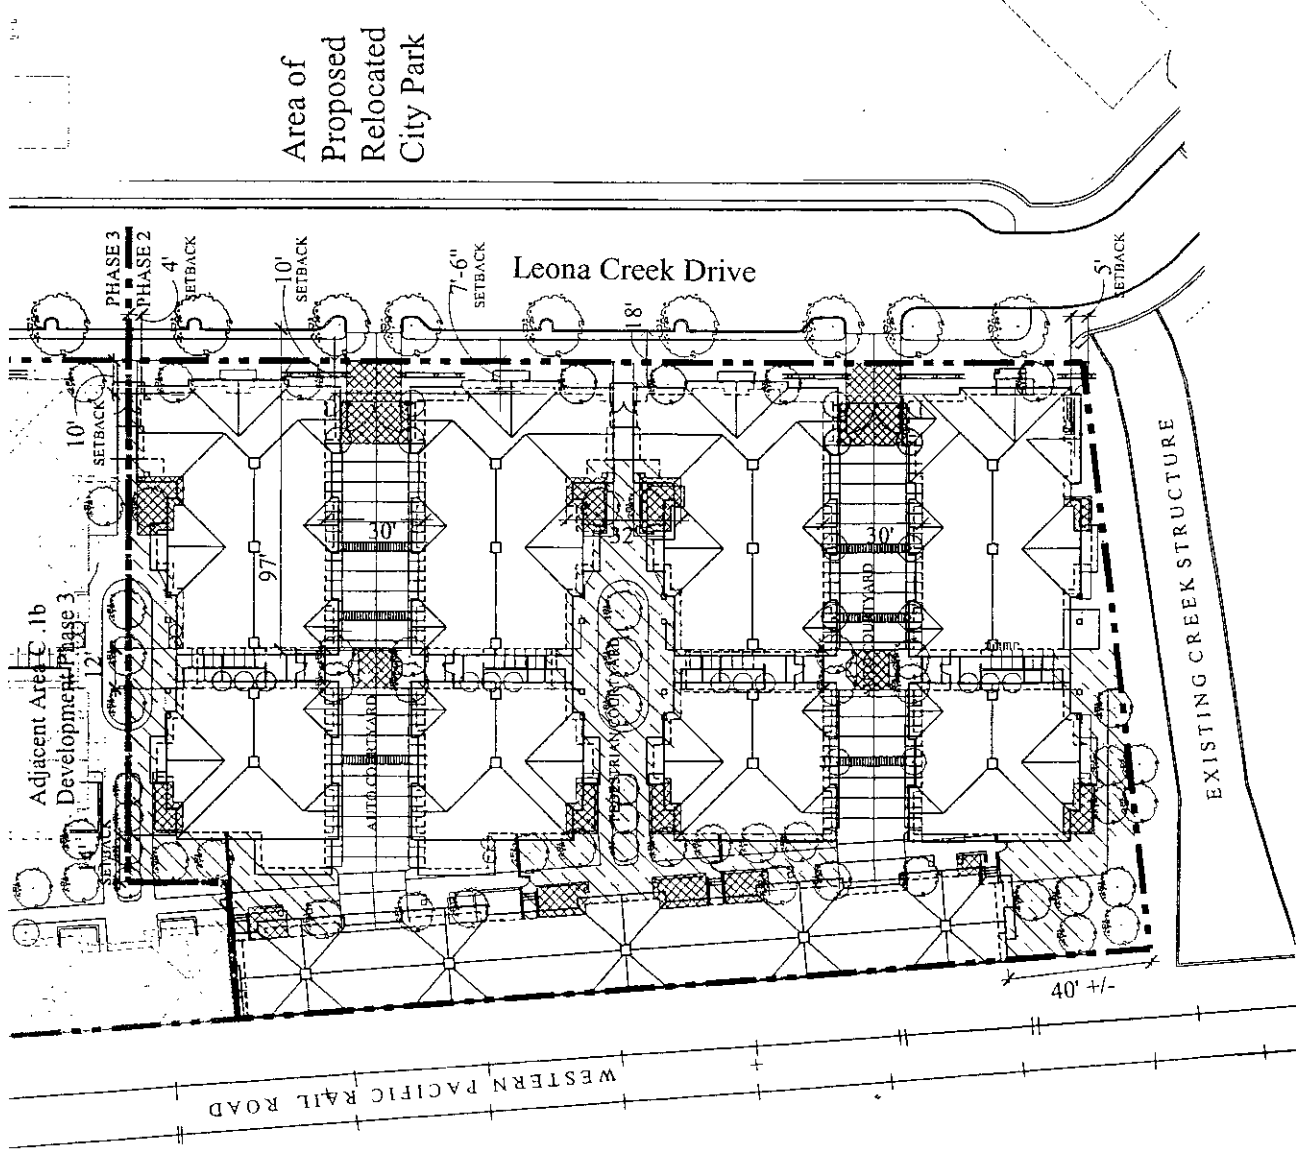 Area of
Proposed
Relocated
City Park
PHASE 3
PHASE 2
4'
SETBACK
10'
SETBACK
7'-6"
SETBACK
Leona Creek Drive
18'
5'
SETBACK
10'
SETBACK
30'
32'
30'
97'
Adjacent Area C .1b
Development/Phase 3
12'
AUTO COURTYARD
PEDESTRIAN COURTYARD
COURTYARD
SETBACK
EXISTING CREEK STRUCTURE
40' +/-
WESTERN PACIFIC RAIL ROAD